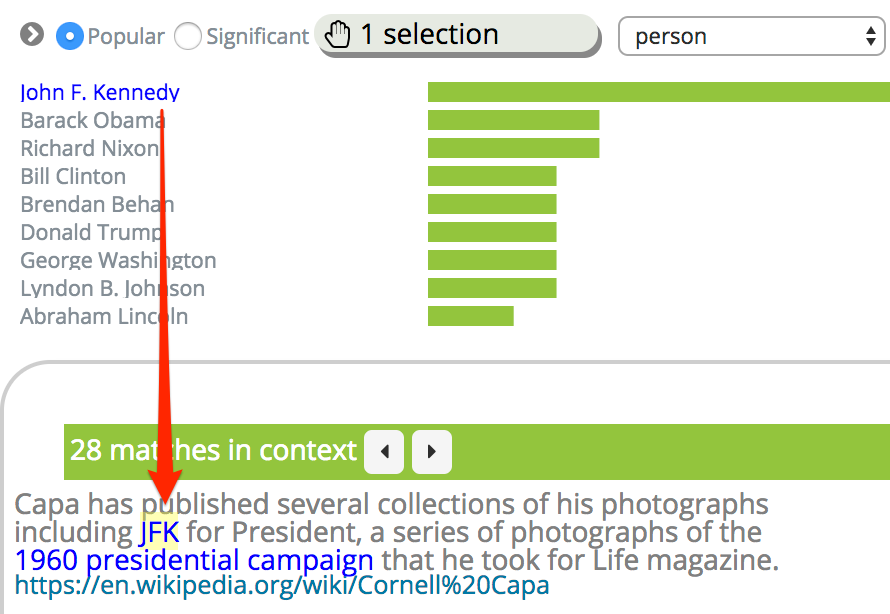 Popular Significant 1 selection person
John F. Kennedy
Barack Obama
Richard Nixon
Bill Clinton
Brendan Behan
Donald Trump
George Washington
Lyndon B. Johnson
Abraham Lincoln
28 matches in context
Capa has published several collections of his photographs
including JFK for President, a series of photographs of the
1960 presidential campaign that he took for Life magazine.
https://en.wikipedia.org/wiki/Cornell%20Capa